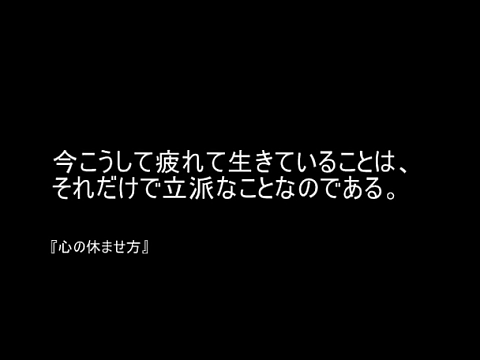 今こうして疲れて生きていることは、
それだけで立派なことなのである。
『心の休ませ方』